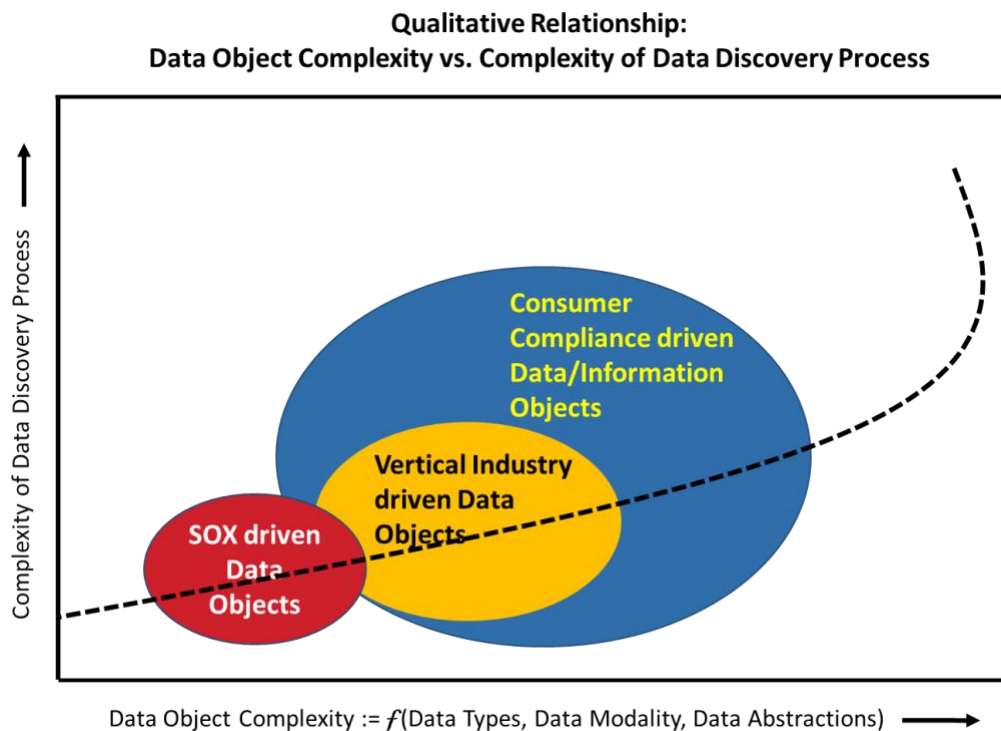 Qualitative Relationship:
Data Object Complexity vs. Complexity of Data Discovery Process
Complexity of Data Discovery Process
Consumer
Compliance driven
Data/Information
Objects
Vertical Industry
driven Data
Objects
SOX driven
Data
Objects
Data Object Complexity := f(Data Types, Data Modality, Data Abstractions)